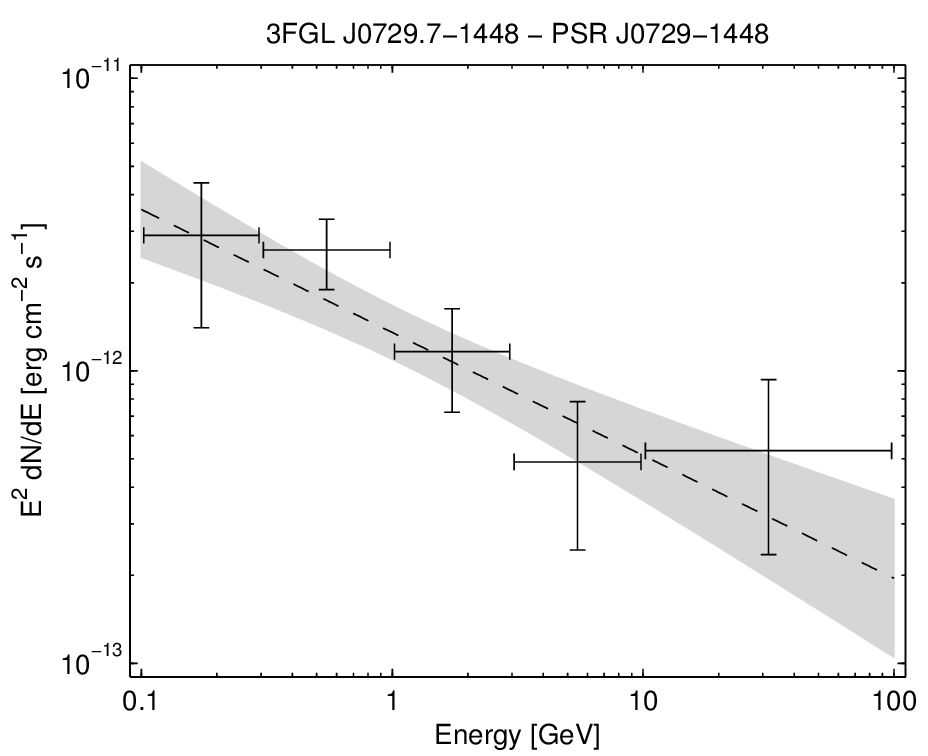 3FGL J0729.7−1448 − PSR J0729−1448
E² dN/dE [erg cm⁻² s⁻¹]
10⁻¹¹
10⁻¹²
10⁻¹³
0.1 1 10 100
Energy [GeV]